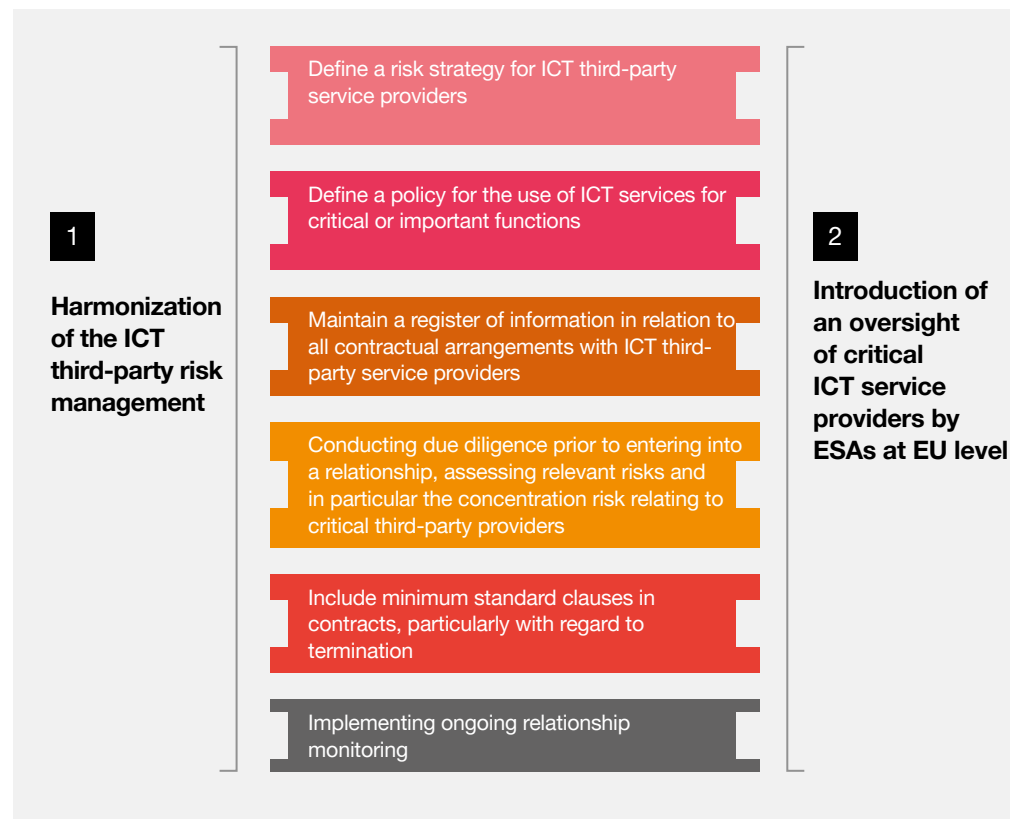 1
Harmonization
of the ICT
third-party risk
management
Define a risk strategy for ICT third-party
service providers
Define a policy for the use of ICT services for
critical or important functions
Maintain a register of information in relation to
all contractual arrangements with ICT third-
party service providers
Conducting due diligence prior to entering into
a relationship, assessing relevant risks and
in particular the concentration risk relating to
critical third-party providers
Include minimum standard clauses in
contracts, particularly with regard to
termination
Implementing ongoing relationship
monitoring
2
Introduction of
an oversight
of critical
ICT service
providers by
ESAs at EU level